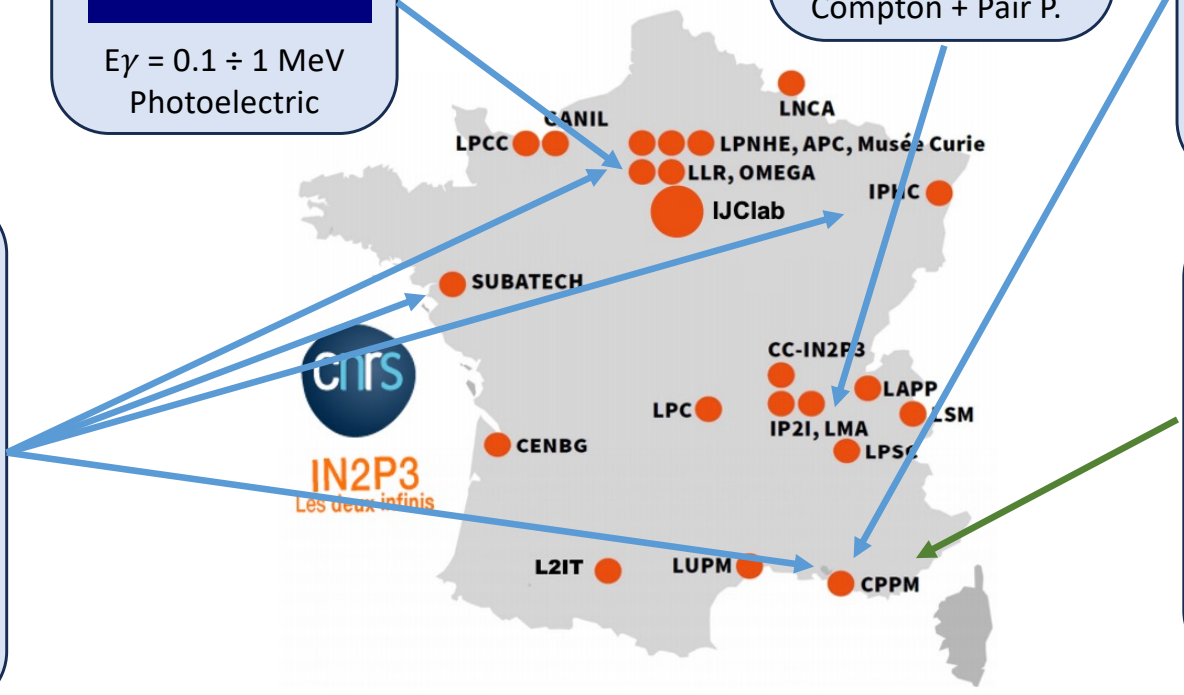 Compton + Pair P.
E𝛾 = 0.1 ÷ 1 MeV
Photoelectric
LNCA
CANIL
LPCC
LPNHE, APC, Musée Curie
LLR, OMEGA
IPHC
IJClab
SUBATECH
cnrs
CC-IN2P3
LAPP
LPC
LSM
IP2I, LMA
CENBG
LPSC
IN2P3
Les deux infinis
L2IT
LUPM
CPPM